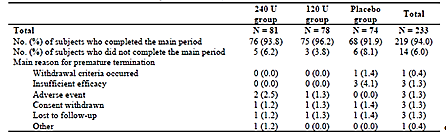 240 U group 120 U group Placebo group Total
Total N = 81 N = 78 N = 74 N = 233
No. (%) of subjects who completed the main period 76 (93.8) 75 (96.2) 68 (91.9) 219 (94.0)
No. (%) of subjects who did not complete the main period 5 (6.2) 3 (3.8) 6 (8.1) 14 (6.0)
Main reason for premature termination
Withdrawal criteria occurred 0 (0.0) 0 (0.0) 1 (1.4) 1 (0.4)
Insufficient efficacy 0 (0.0) 0 (0.0) 3 (4.1) 3 (1.3)
Adverse event 2 (2.5) 1 (1.3) 0 (0.0) 3 (1.3)
Consent withdrawn 1 (1.2) 1 (1.3) 1 (1.4) 3 (1.3)
Lost to follow-up 1 (1.2) 1 (1.3) 1 (1.4) 3 (1.3)
Other 1 (1.2) 0 (0.0) 0 (0.0) 1 (0.4)